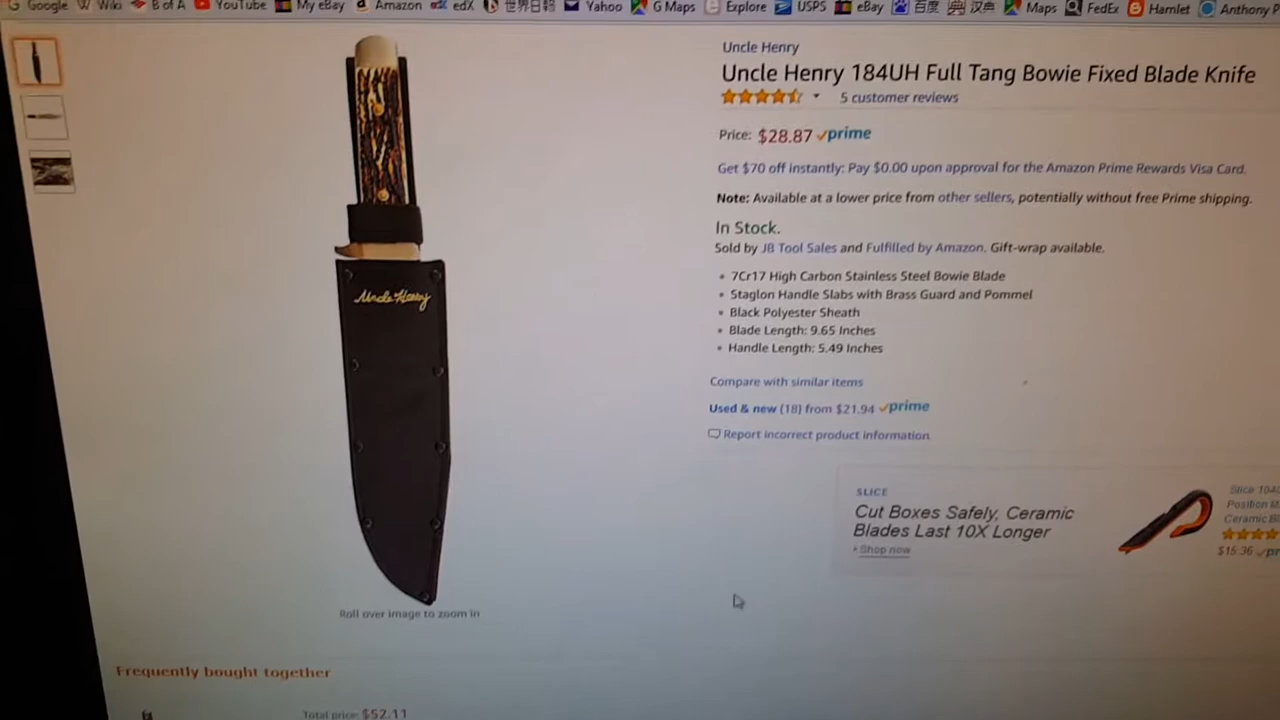 Google Wiki B of A YouTube My eBay Amazon edX 世界日報 Yahoo G Maps Explore USPS eBay 百度 汉典 Maps FedEx Hamlet Anthony P
Uncle Henry
Uncle Henry 184UH Full Tang Bowie Fixed Blade Knife
5 customer reviews
Price: $28.87 prime
Get $70 off instantly: Pay $0.00 upon approval for the Amazon Prime Rewards Visa Card.
Note: Available at a lower price from other sellers, potentially without free Prime shipping.
In Stock.
Sold by JB Tool Sales and Fulfilled by Amazon. Gift-wrap available.
7Cr17 High Carbon Stainless Steel Bowie Blade
Staglon Handle Slabs with Brass Guard and Pommel
Black Polyester Sheath
Blade Length: 9.65 Inches
Handle Length: 5.49 Inches
Compare with similar items
Used & new (18) from $21.94 prime
Report incorrect product information.
Uncle Henry
SLICE
Cut Boxes Safely, Ceramic
Blades Last 10X Longer
Shop now
Slice
Position
Ceramic
$15.36
Roll over image to zoom in
Frequently bought together
Total price: $52.11